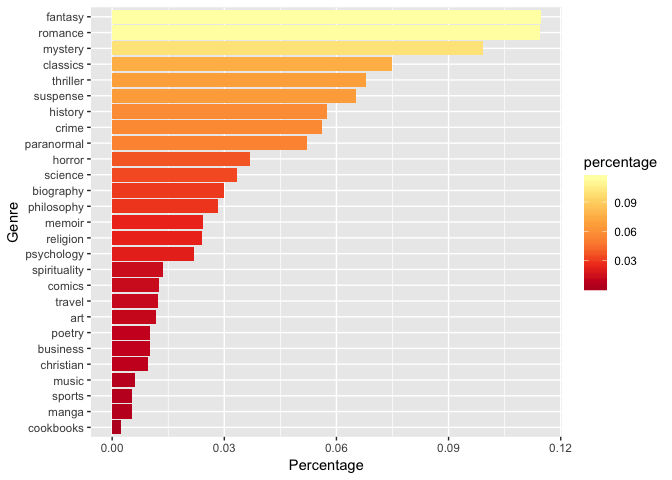 fantasy
romance
mystery
classics
thriller
suspense
history
crime
paranormal
horror
science
biography
philosophy
memoir
religion
psychology
spirituality
comics
travel
art
poetry
business
christian
music
sports
manga
cookbooks
Genre
0.00 0.03 0.06 0.09 0.12
Percentage
percentage
0.09
0.06
0.03